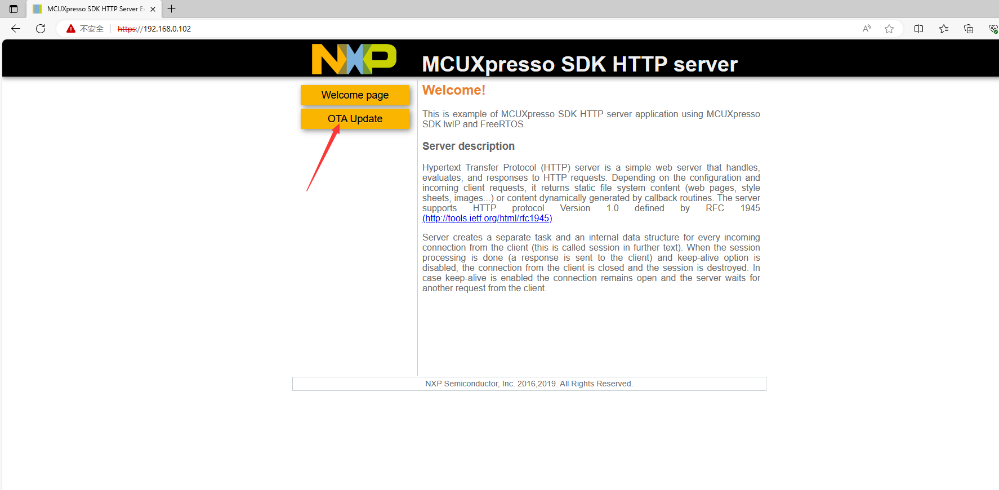 MCUXpresso SDK HTTP Server Ex
不安全
https://192.168.0.102
NXP
MCUXpresso SDK HTTP server
Welcome page
OTA Update
Welcome!
This is example of MCUXpresso SDK HTTP server application using MCUXpresso
SDK lwIP and FreeRTOS.
Server description
Hypertext Transfer Protocol (HTTP) server is a simple web server that handles,
evaluates, and responses to HTTP requests. Depending on the configuration and
incoming client requests, it returns static file system content (web pages, style
sheets, images...) or content dynamically generated by callback routines. The server
supports HTTP protocol Version 1.0 defined by RFC 1945
(http://tools.ietf.org/html/rfc1945).
Server creates a separate task and an internal data structure for every incoming
connection from the client (this is called session in further text). When the session
processing is done (a response is sent to the client) and keep-alive option is
disabled, the connection from the client is closed and the session is destroyed. In
case keep-alive is enabled the connection remains open and the server waits for
another request from the client.
NXP Semiconductor, Inc. 2016,2019. All Rights Reserved.